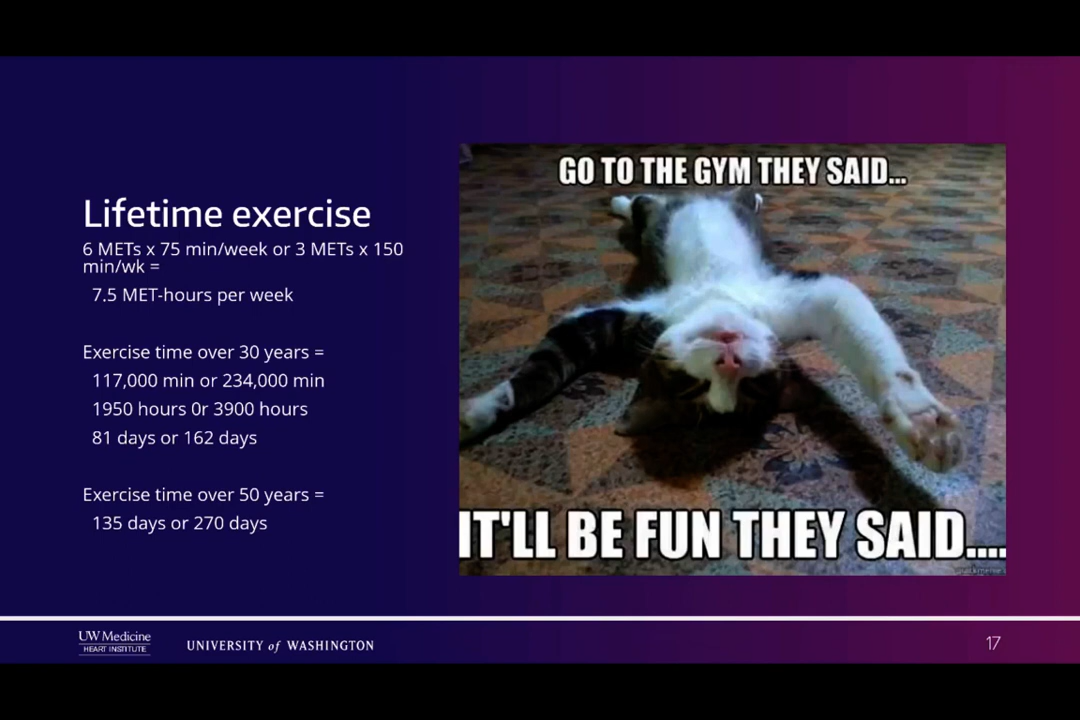 Lifetime exercise
6 METs x 75 min/week or 3 METs x 150
min/wk =
7.5 MET-hours per week
Exercise time over 30 years =
117,000 min or 234,000 min
1950 hours 0r 3900 hours
81 days or 162 days
Exercise time over 50 years =
135 days or 270 days
GO TO THE GYM THEY SAID...
IT'LL BE FUN THEY SAID....
UW Medicine
HEART INSTITUTE
UNIVERSITY of WASHINGTON
17